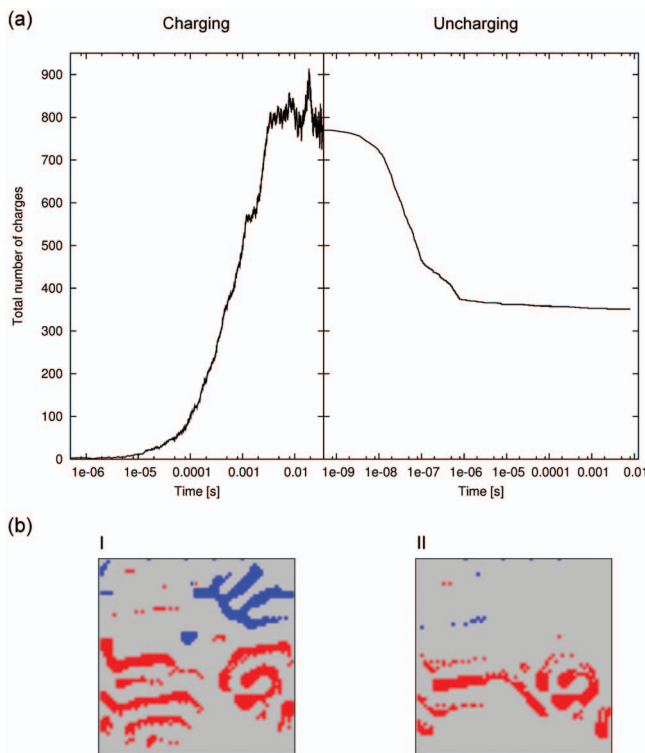 (a)
Charging Uncharging
900
800
700
600
500
400
300
200
100
0
Total number of charges
1e-06 1e-05 0.0001 0.001 0.01 1e-09 1e-08 1e-07 1e-06 1e-05 0.0001 0.001 0.01
Time [s] Time [s]
(b)
I II